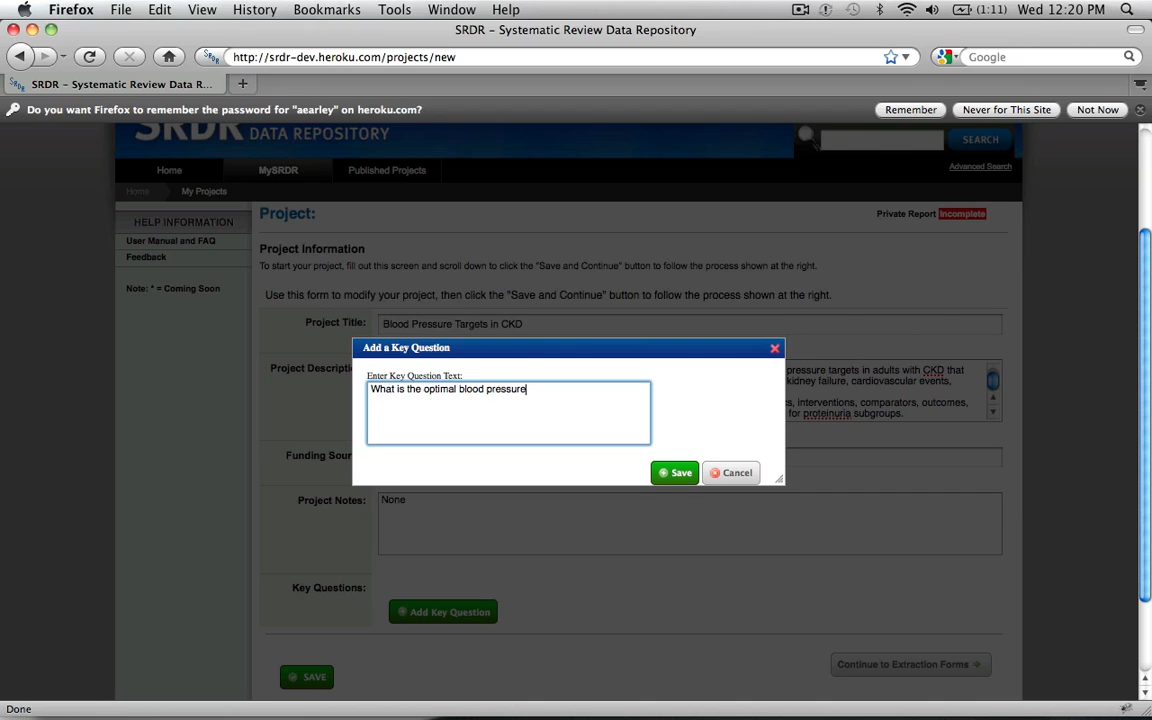 Firefox File Edit View History Bookmarks Tools Window Help (1:11) Wed 12:20 PM
SRDR - Systematic Review Data Repository
http://srdr-dev.heroku.com/projects/new Google
SRDR - Systematic Review Data R...
Do you want Firefox to remember the password for "aearley" on heroku.com? Remember Never for This Site Not Now
SRDR DATA REPOSITORY SEARCH
Home MySRDR Published Projects Advanced Search
Home My Projects
HELP INFORMATION
User Manual and FAQ
Feedback
Note: * = Coming Soon
Project: Private Report Incomplete
Project Information
To start your project, fill out this screen and scroll down to click the "Save and Continue" button to follow the process shown at the right.
Use this form to modify your project, then click the "Save and Continue" button to follow the process shown at the right.
Project Title: Blood Pressure Targets in CKD
Add a Key Question
Enter Key Question Text:
What is the optimal blood pressure
Save Cancel
Project Descripti
pressure targets in adults with CKD that
kidney failure, cardiovascular events,
s, interventions, comparators, outcomes,
for proteinuria subgroups.
Funding Sour
Project Notes: None
Key Questions:
Add Key Question
SAVE
Continue to Extraction Forms
Done